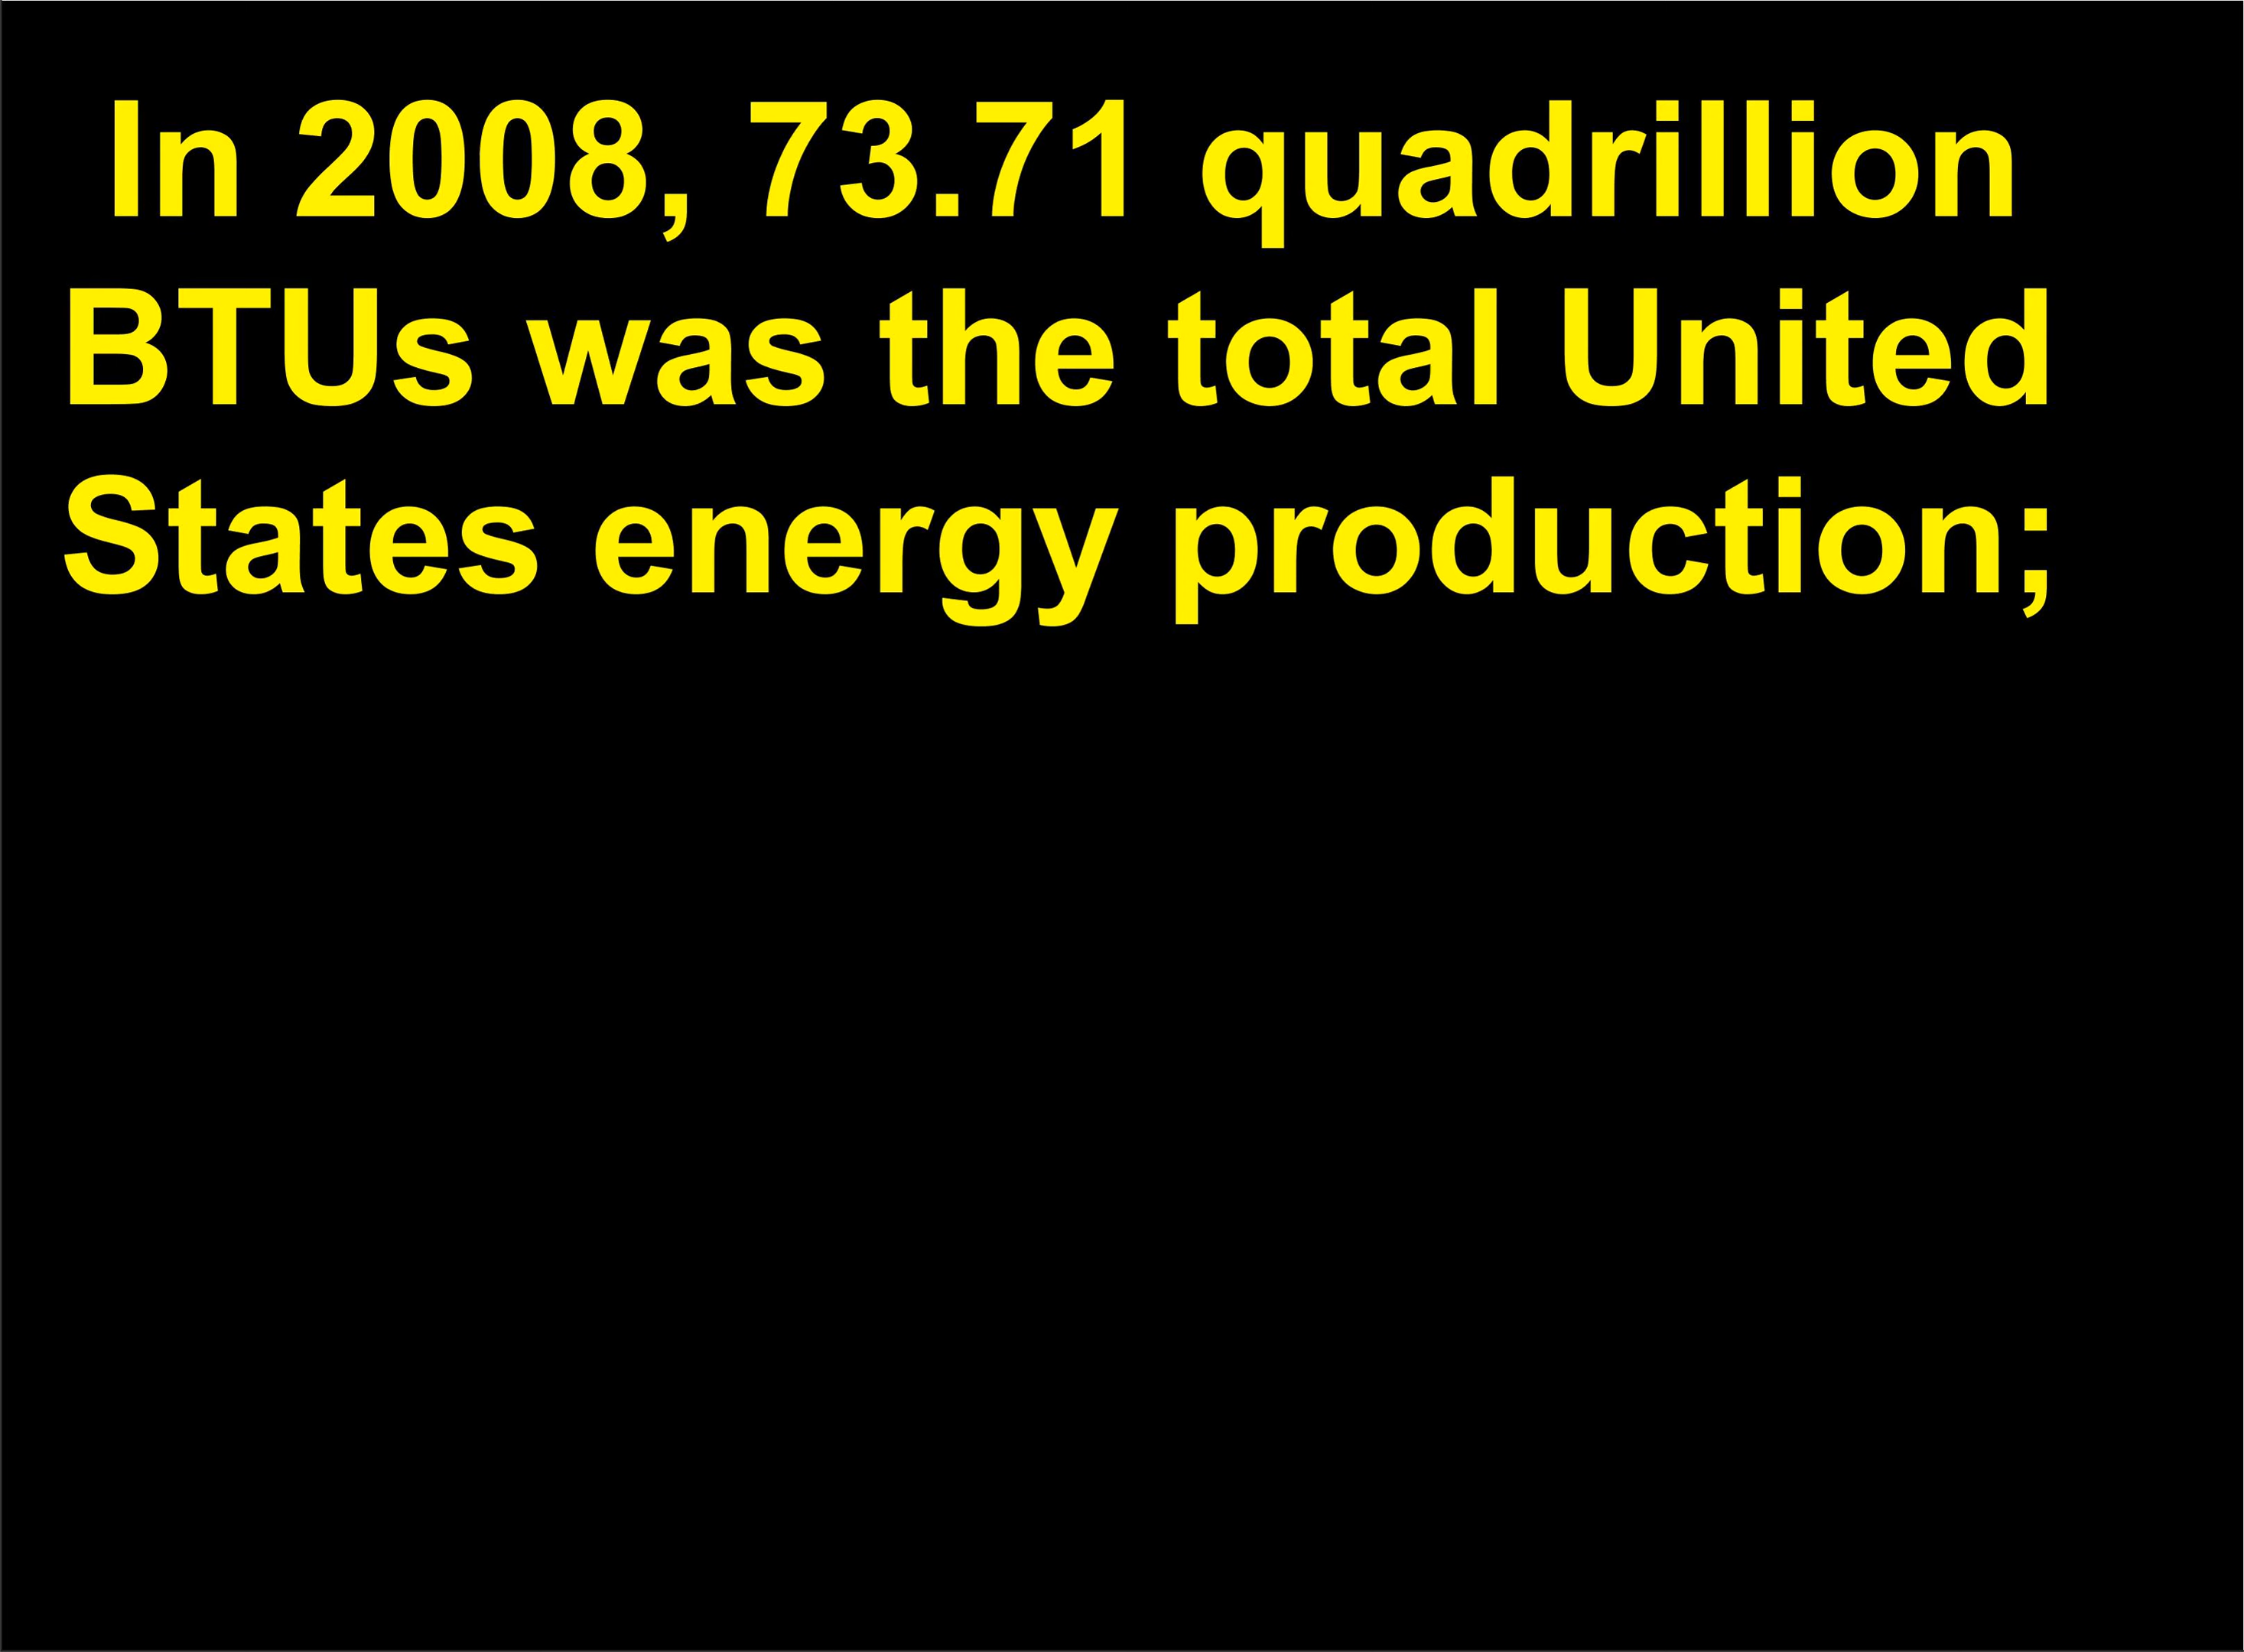 In 2008, 73.71 quadrillion
BTUs was the total United
States energy production;